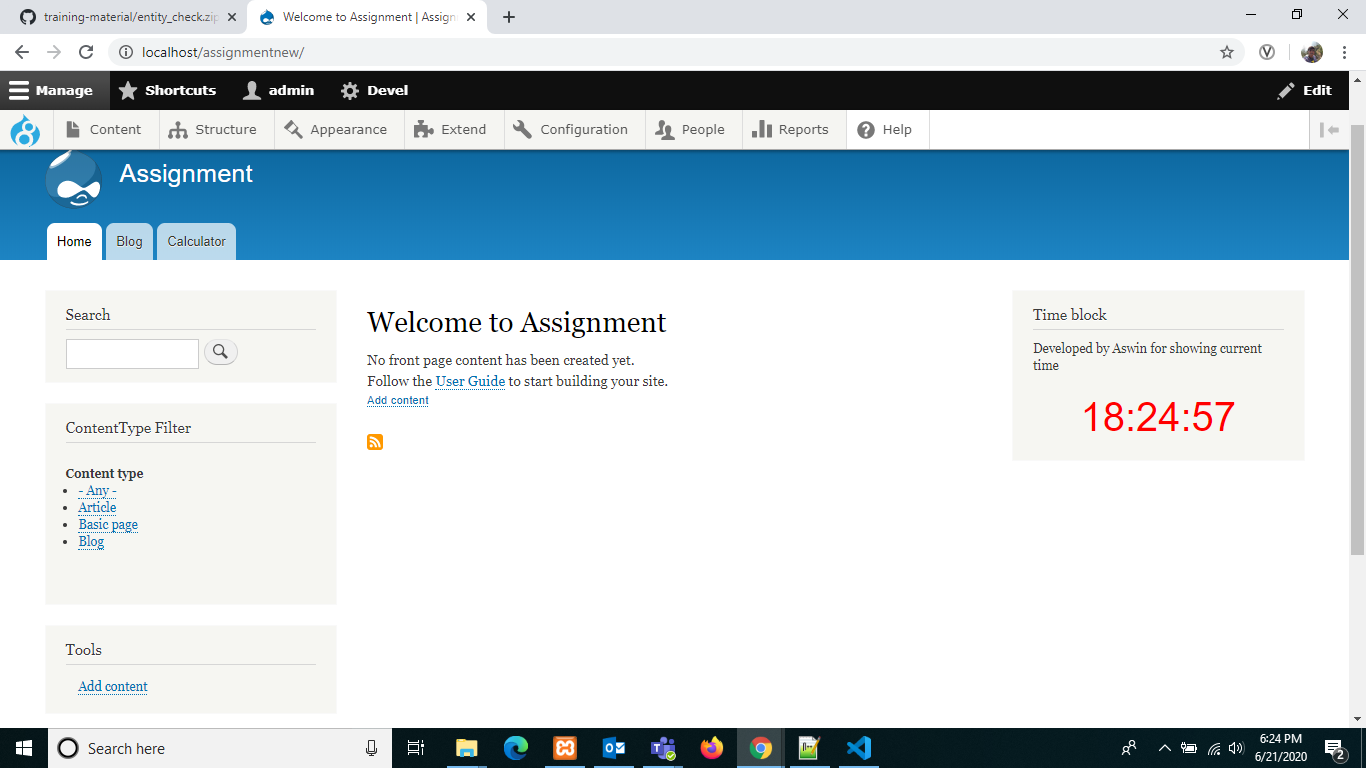 training-material/entity_check.zip
Welcome to Assignment | Assign
localhost/assignmentnew/
Manage
Shortcuts
admin
Devel
Edit
Content
Structure
Appearance
Extend
Configuration
People
Reports
Help
Assignment
Home
Blog
Calculator
Search
ContentType Filter
Content type
- Any -
Article
Basic page
Blog
Tools
Add content
Welcome to Assignment
No front page content has been created yet.
Follow the User Guide to start building your site.
Add content
Time block
Developed by Aswin for showing current
time
18:24:57
Search here
6:24 PM
6/21/2020
2